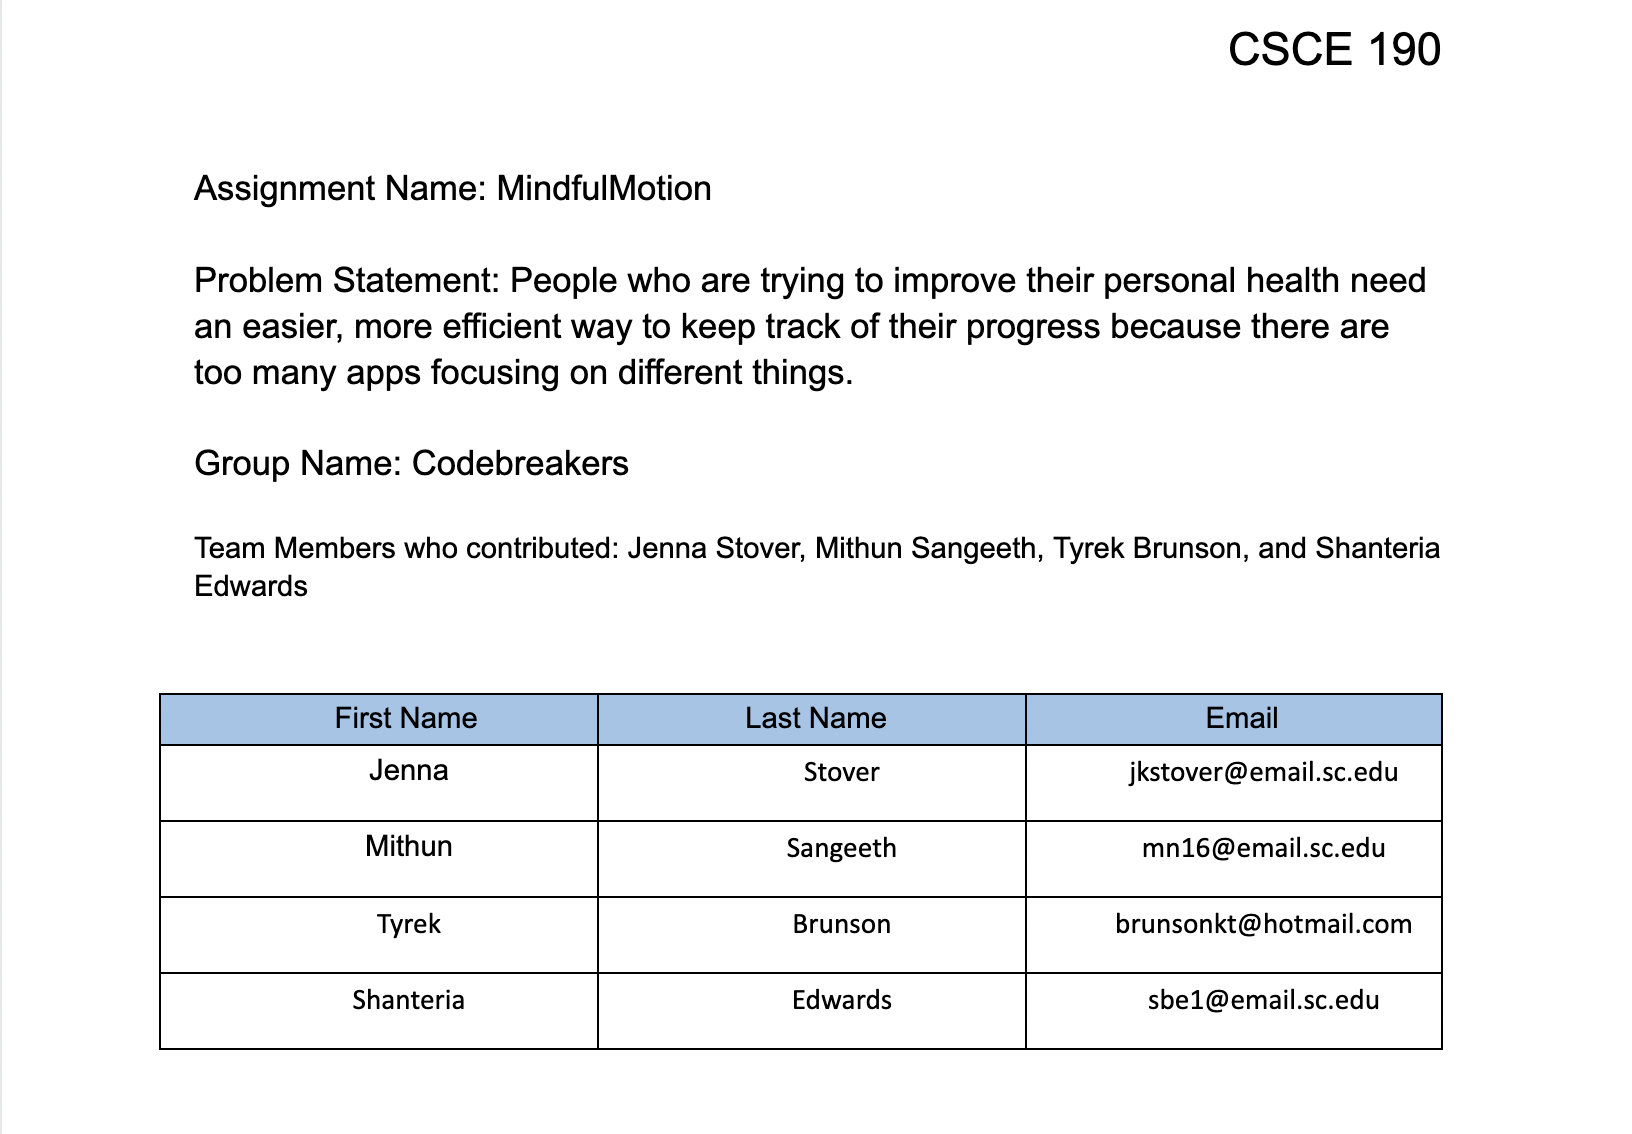 CSCE 190
Assignment Name: MindfulMotion
Problem Statement: People who are trying to improve their personal health need
an easier, more efficient way to keep track of their progress because there are
too many apps focusing on different things.
Group Name: Codebreakers
Team Members who contributed: Jenna Stover, Mithun Sangeeth, Tyrek Brunson, and Shanteria
Edwards
First Name Last Name Email
Jenna Stover jkstover@email.sc.edu
Mithun Sangeeth mn16@email.sc.edu
Tyrek Brunson brunsonkt@hotmail.com
Shanteria Edwards sbe1@email.sc.edu